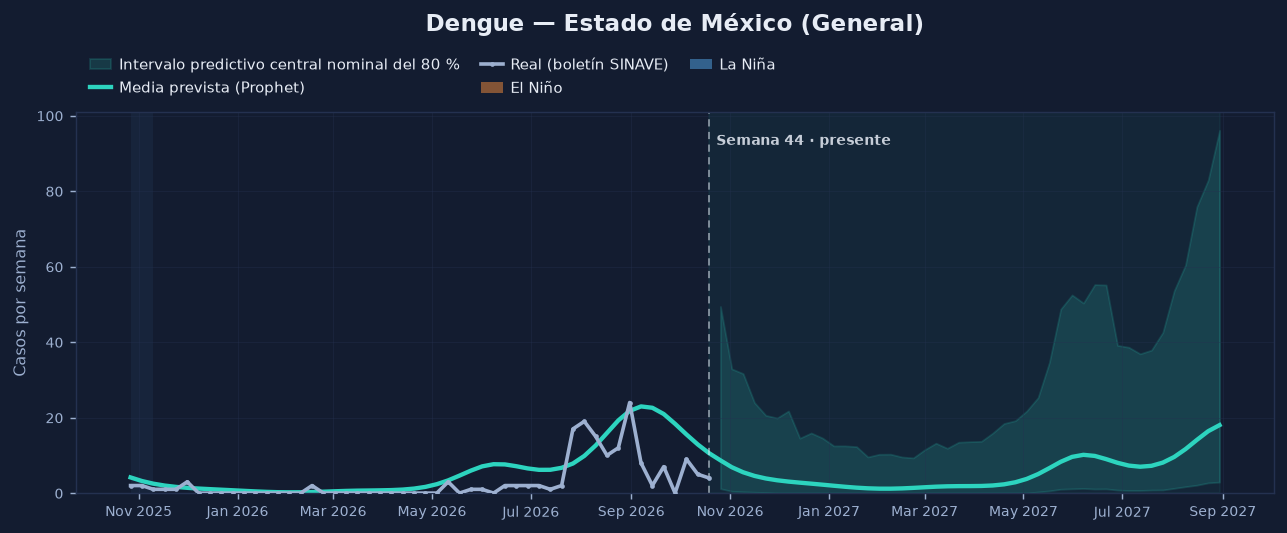 Dengue — Estado de México (General)
Intervalo predictivo central nominal del 80 %
Real (boletín SINAVE)
La Niña
Media prevista (Prophet)
El Niño
Semana 44 · presente
Casos por semana
100
80
60
40
20
0
Nov 2025
Jan 2026
Mar 2026
May 2026
Jul 2026
Sep 2026
Nov 2026
Jan 2027
Mar 2027
May 2027
Jul 2027
Sep 2027